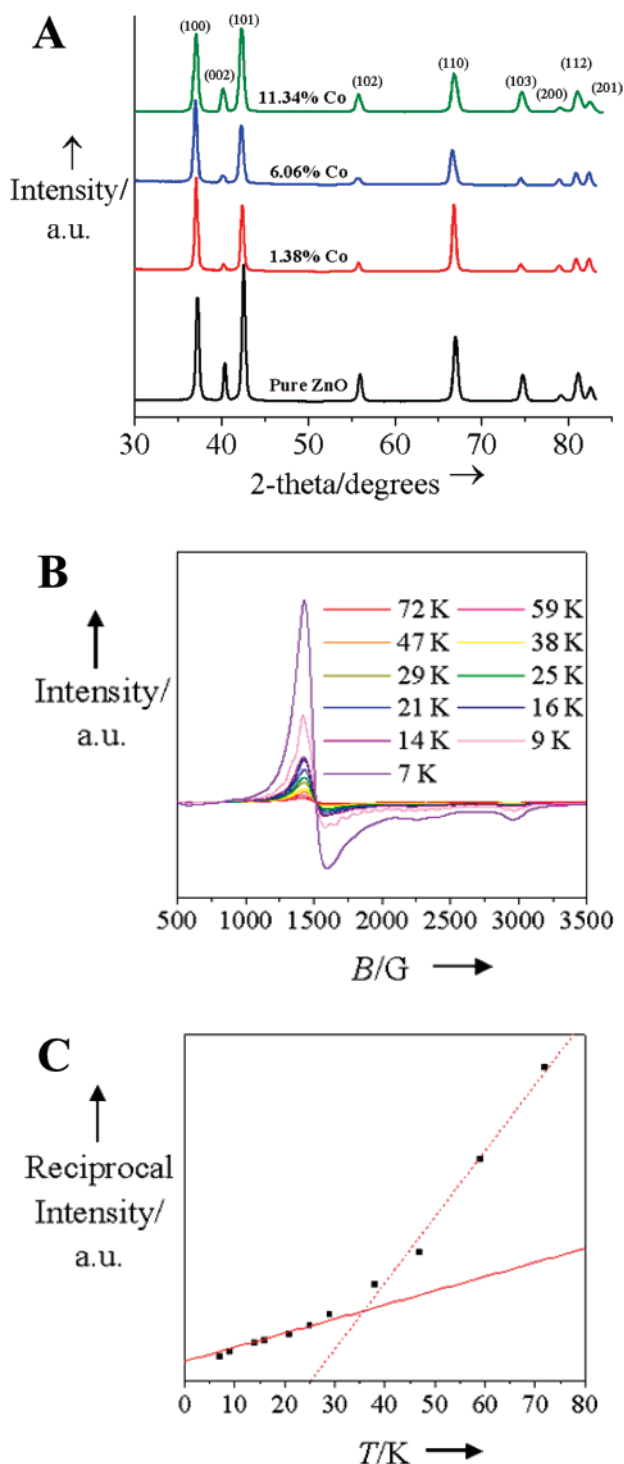 A
(100)
(002)
(101)
(102)
(110)
(103)
(200)
(112)
(201)
11.34% Co
6.06% Co
1.38% Co
Pure ZnO
↑
Intensity/
a.u.
30 40 50 60 70 80
2-theta/degrees →
B
↑
Intensity/
a.u.
72 K 59 K
47 K 38 K
29 K 25 K
21 K 16 K
14 K 9 K
7 K
500 1000 1500 2000 2500 3000 3500
B/G →
C
↑
Reciprocal
Intensity/
a.u.
0 10 20 30 40 50 60 70 80
T/K →